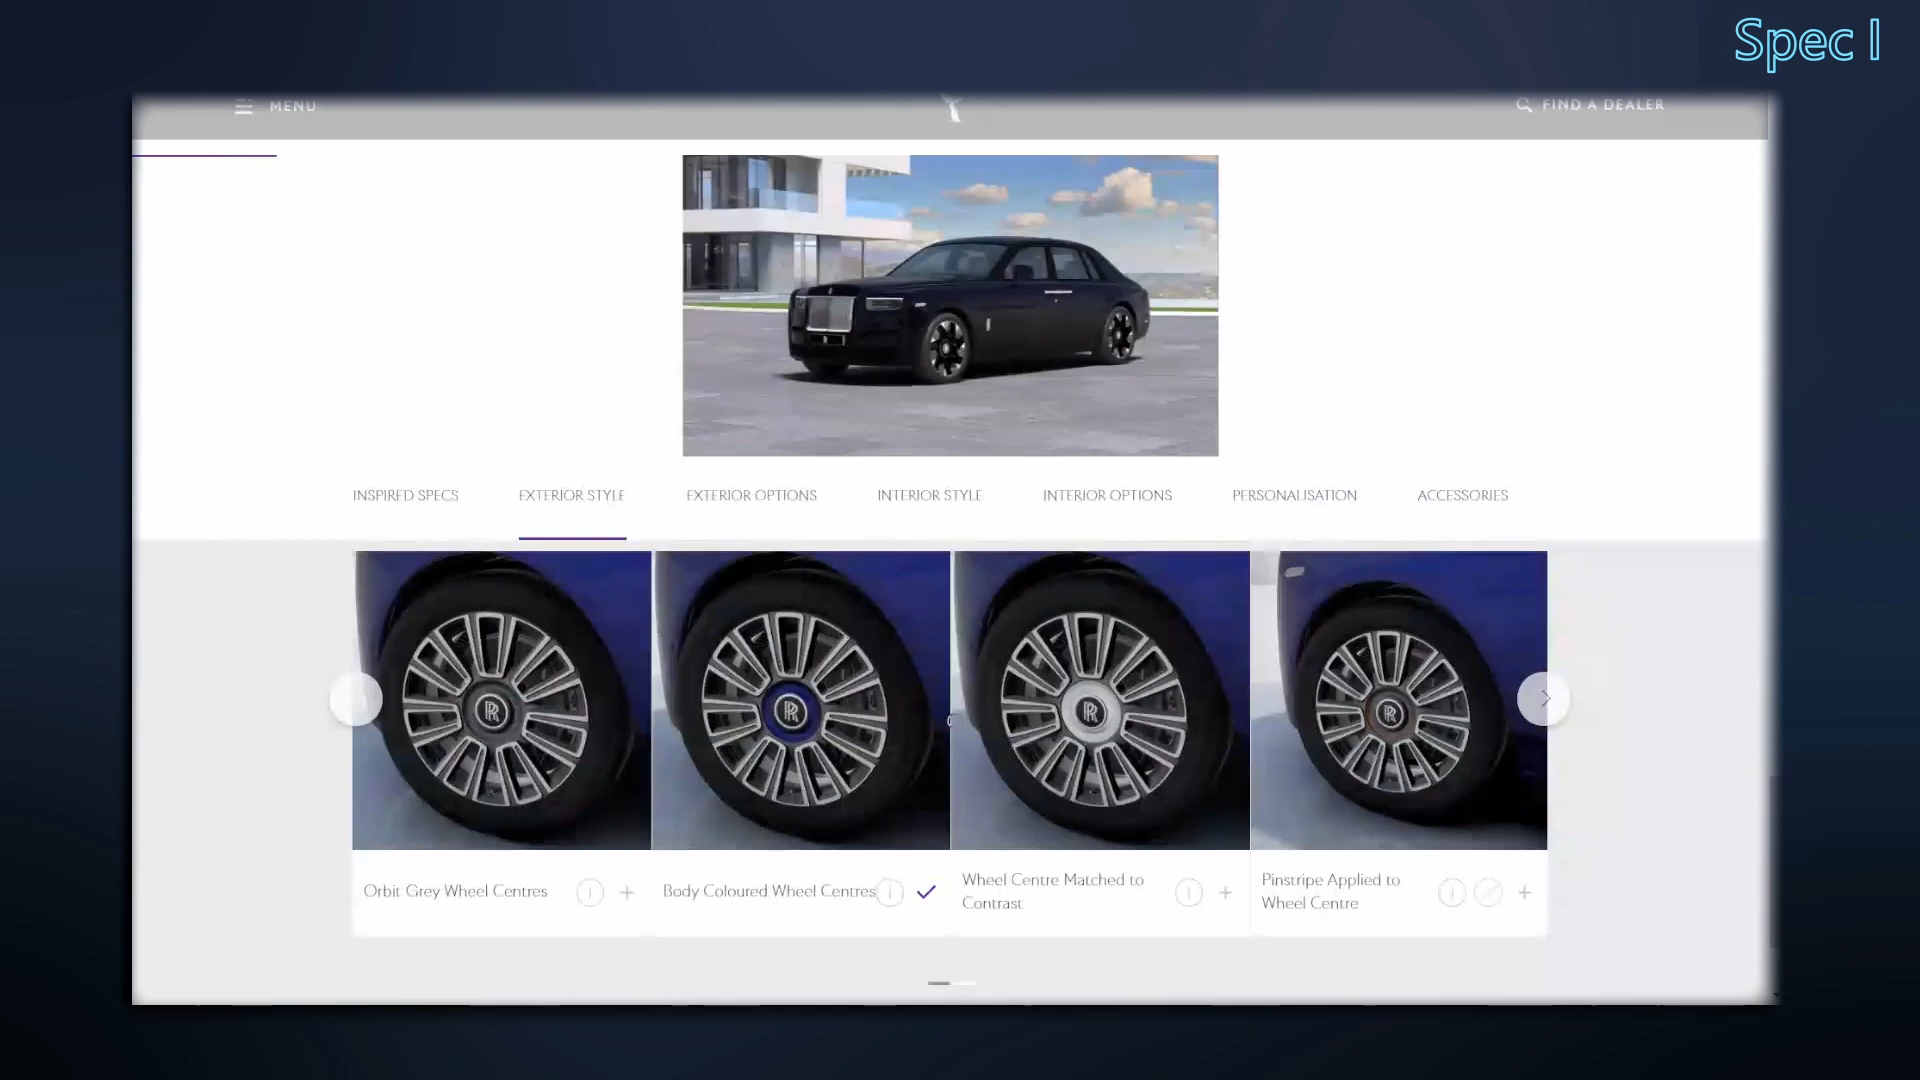 Spec I
MENU
FIND A DEALER
INSPIRED SPECS
EXTERIOR STYLE
EXTERIOR OPTIONS
INTERIOR STYLE
INTERIOR OPTIONS
PERSONALISATION
ACCESSORIES
Orbit Grey Wheel Centres
Body Coloured Wheel Centres
Wheel Centre Matched to
Contrast
Pinstripe Applied to
Wheel Centre